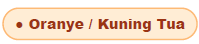 ● Oranye / Kuning Tua